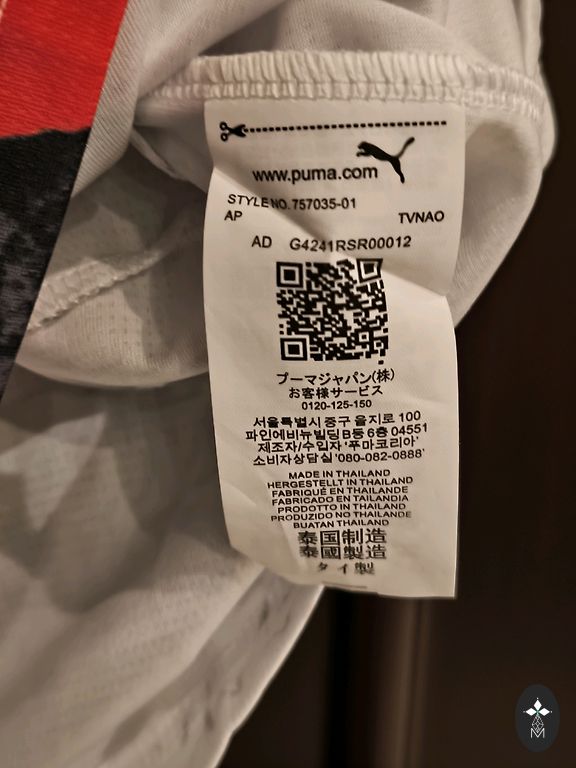 www.puma.com
STYLE NO. 757035-01
AP TVNAO
AD G4241RSR00012
プーマジャパン(株)
お客様サービス
0120-125-150
서울특별시 중구 을지로 100
파인에비뉴빌딩 B동 6층 04551
제조자/수입자 '푸마코리아'
소비자상담실 '080-082-0888'
MADE IN THAILAND
HERGESTELLT IN THAILAND
FABRIQUÉ EN THAILANDE
FABRICADO EN TAILANDIA
PRODOTTO IN THAILAND
PRODUZIDO NO THAILANDE
BUATAN THAILAND
泰国制造
泰國製造
タイ製
M